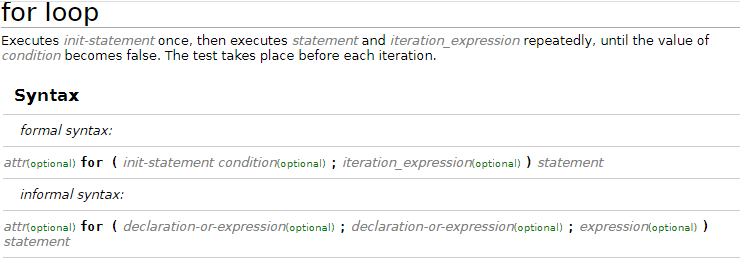 for loop
Executes init-statement once, then executes statement and iteration_expression repeatedly, until the value of
condition becomes false. The test takes place before each iteration.
Syntax
formal syntax:
attr(optional) for ( init-statement condition(optional) ; iteration_expression(optional) ) statement
informal syntax:
attr(optional) for ( declaration-or-expression(optional) ; declaration-or-expression(optional) ; expression(optional) )
statement